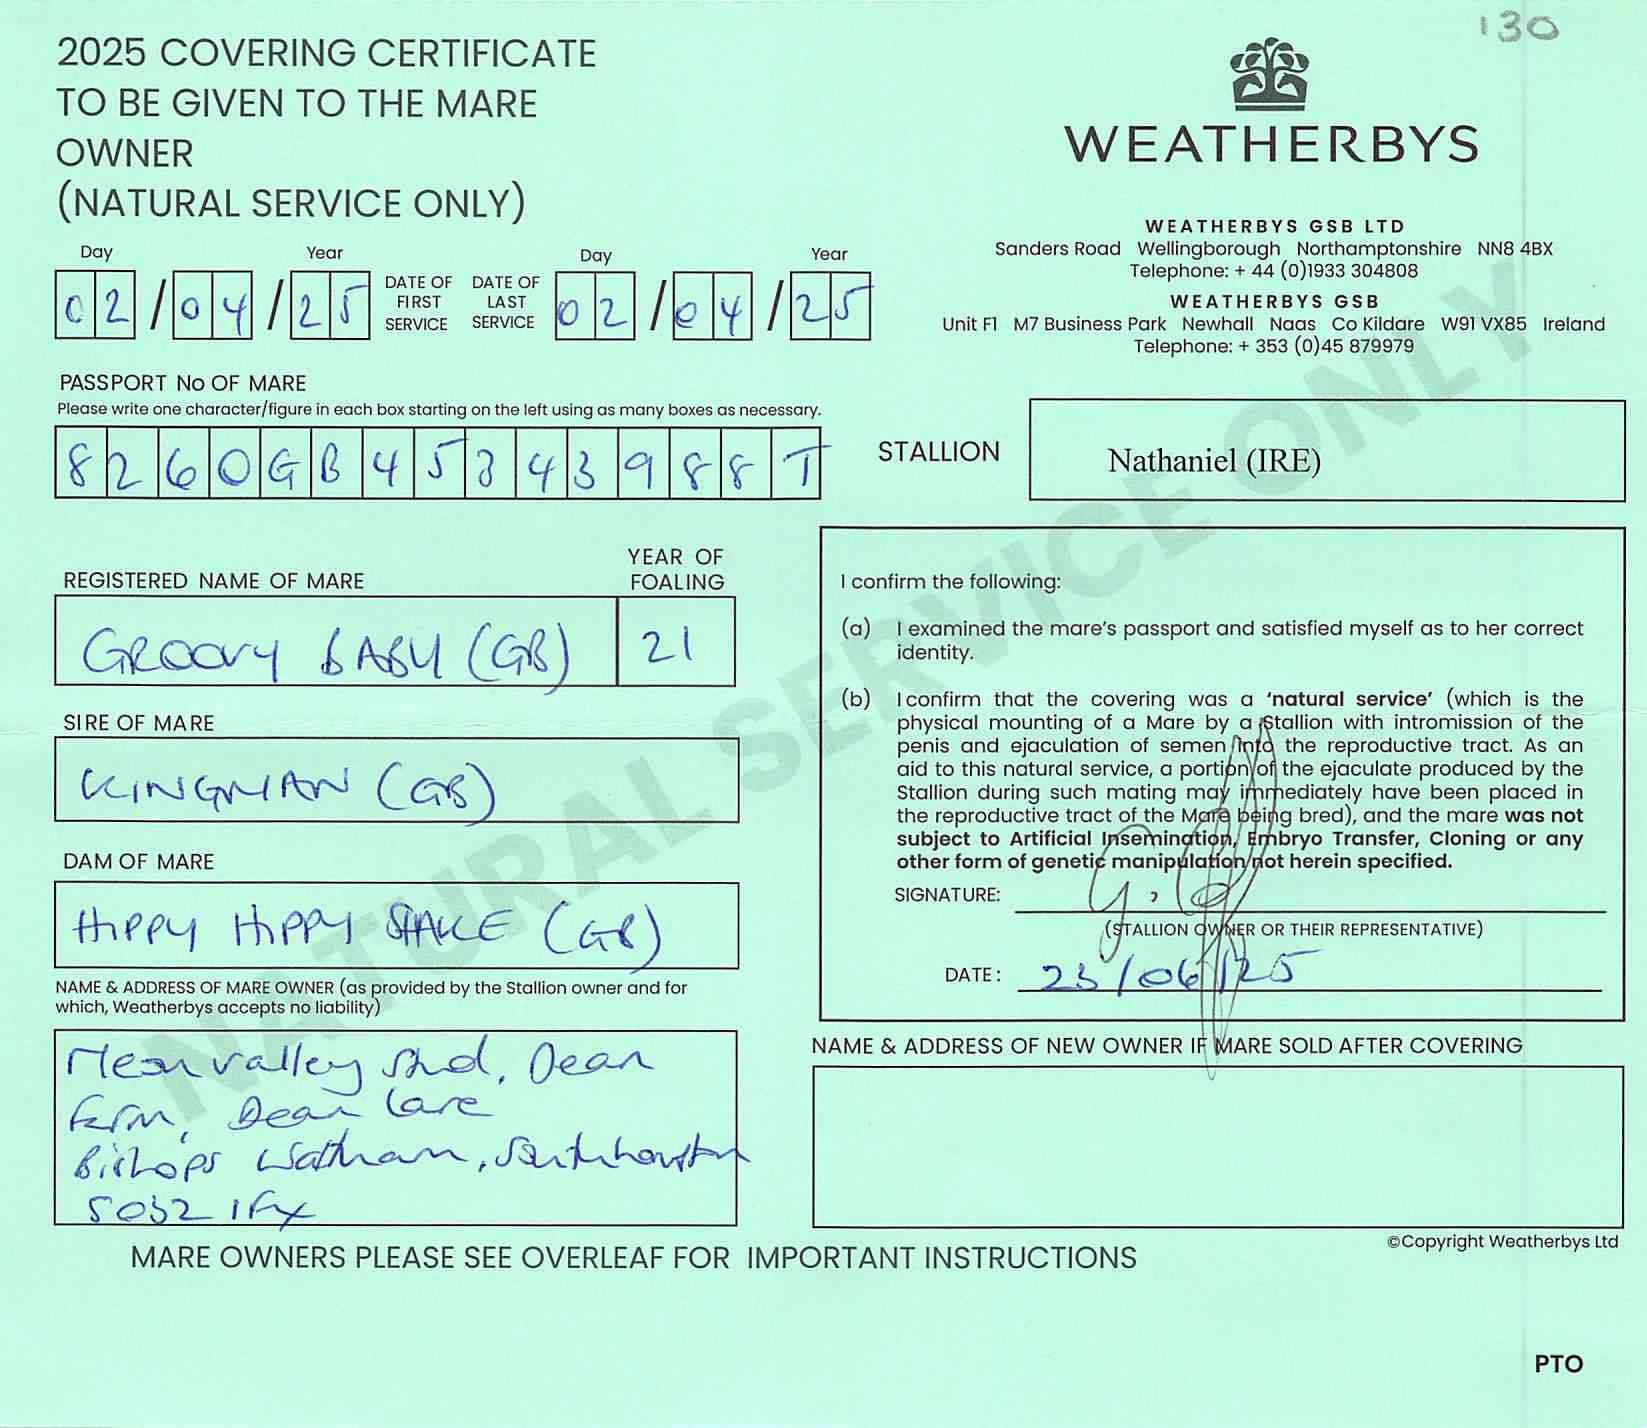 130
2025 COVERING CERTIFICATE
TO BE GIVEN TO THE MARE
OWNER
(NATURAL SERVICE ONLY)
WEATHERBYS
WEATHERBYS GSB LTD
Sanders Road Wellingborough Northamptonshire NN8 4BX
Telephone: + 44 (0)1933 304808
WEATHERBYS GSB
Unit F1 M7 Business Park Newhall Naas Co Kildare W91 VX85 Ireland
Telephone: + 353 (0)45 879979
Day Year Day Year
02/04/25 DATE OF FIRST SERVICE DATE OF LAST SERVICE 02/04/25
PASSPORT No OF MARE
Please write one character/figure in each box starting on the left using as many boxes as necessary.
8260GB45343988T
STALLION Nathaniel (IRE)
REGISTERED NAME OF MARE YEAR OF FOALING
GROOVY BABY (GB) 21
SIRE OF MARE
KINGMAN (GB)
DAM OF MARE
HIPPY HIPPY SHAKE (GB)
NAME & ADDRESS OF MARE OWNER (as provided by the Stallion owner and for
which, Weatherbys accepts no liability)
Meon Valley Stud, Dean
Farm, Dean Lane
Bishops Waltham, Southampton
SO32 1FX
I confirm the following:
(a) I examined the mare's passport and satisfied myself as to her correct
identity.
(b) I confirm that the covering was a 'natural service' (which is the
physical mounting of a Mare by a Stallion with intromission of the
penis and ejaculation of semen into the reproductive tract. As an
aid to this natural service, a portion of the ejaculate produced by the
Stallion during such mating may immediately have been placed in
the reproductive tract of the Mare being bred), and the mare was not
subject to Artificial Insemination, Embryo Transfer, Cloning or any
other form of genetic manipulation not herein specified.
SIGNATURE:
(STALLION OWNER OR THEIR REPRESENTATIVE)
DATE: 23/06/25
NAME & ADDRESS OF NEW OWNER IF MARE SOLD AFTER COVERING
©Copyright Weatherbys Ltd
MARE OWNERS PLEASE SEE OVERLEAF FOR IMPORTANT INSTRUCTIONS
PTO
NATURAL SERVICE ONLY